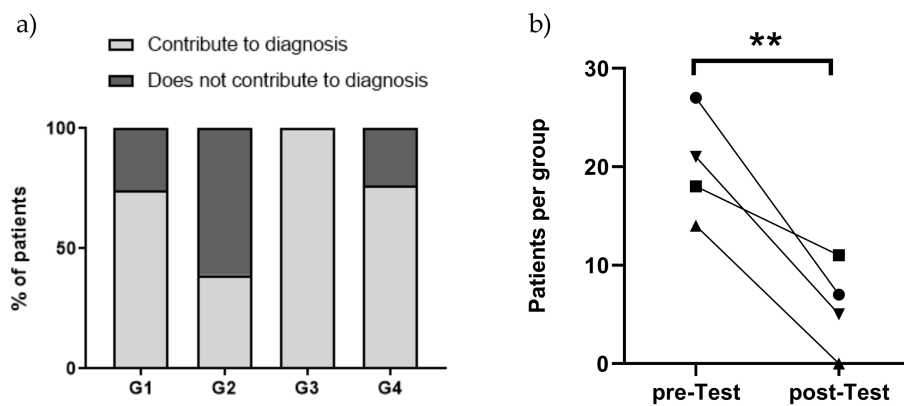 a)
Contribute to diagnosis
Does not contribute to diagnosis
100
50
0
% of patients
G1 G2 G3 G4
b)
**
30
20
10
0
Patients per group
pre-Test post-Test